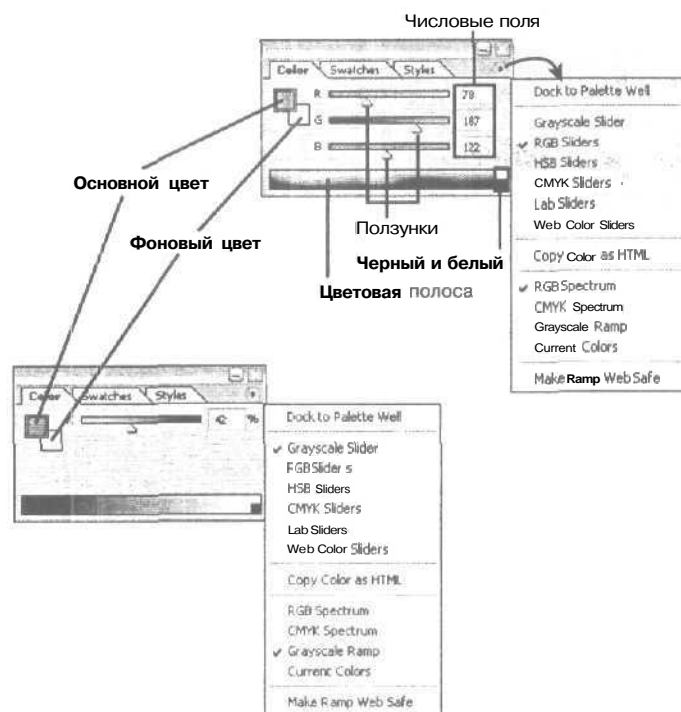 Числовые поля
Color Swatches Styles
R 79
G 187
B 122
Основной цвет
Фоновый цвет
Ползунки
Черный и белый
Цветовая полоса
Dock to Palette Well
Grayscale Slider
RGB Sliders
HSB Sliders
CMYK Sliders
Lab Sliders
Web Color Sliders
Copy Color as HTML
RGB Spectrum
CMYK Spectrum
Grayscale Ramp
Current Colors
Make Ramp Web Safe
Color Swatches Styles
42 %
Dock to Palette Well
Grayscale Slider
RGB Sliders
HSB Sliders
CMYK Sliders
Lab Sliders
Web Color Sliders
Copy Color as HTML
RGB Spectrum
CMYK Spectrum
Grayscale Ramp
Current Colors
Make Ramp Web Safe